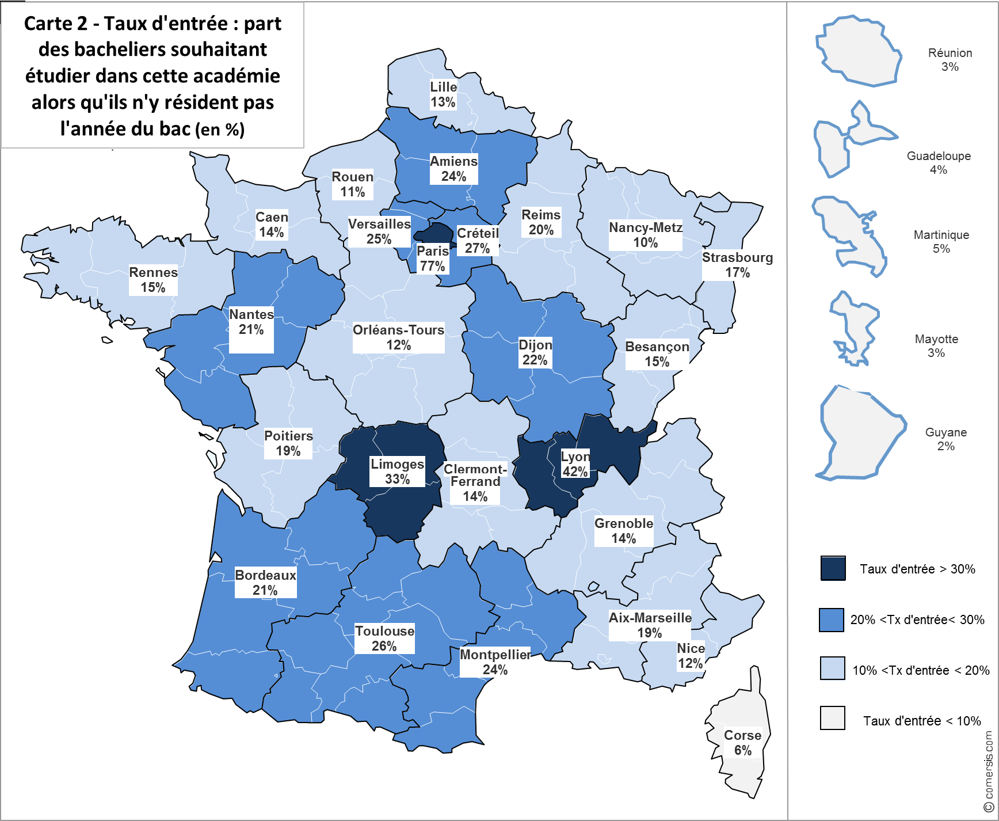 Carte 2 - Taux d'entrée : part
des bacheliers souhaitant
étudier dans cette académie
alors qu'ils n'y résident pas
l'année du bac (en %)
Lille
13%
Amiens
24%
Rouen
11%
Caen
14%
Versailles
25%
Créteil
27%
Paris
77%
Reims
20%
Nancy-Metz
10%
Strasbourg
17%
Rennes
15%
Nantes
21%
Orléans-Tours
12%
Dijon
22%
Besançon
15%
Poitiers
19%
Limoges
33%
Clermont-
Ferrand
14%
Lyon
42%
Grenoble
14%
Bordeaux
21%
Toulouse
26%
Montpellier
24%
Aix-Marseille
19%
Nice
12%
Corse
6%
Réunion
3%
Guadeloupe
4%
Martinique
5%
Mayotte
3%
Guyane
2%
Taux d'entrée > 30%
20% <Tx d'entrée< 30%
10% <Tx d'entrée < 20%
Taux d'entrée < 10%
© comersis.com